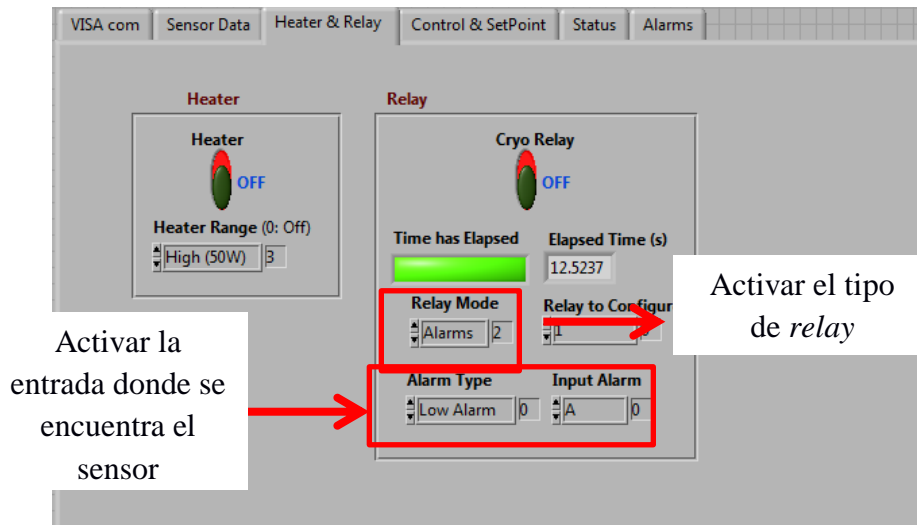 VISA com Sensor Data Heater & Relay Control & SetPoint Status Alarms
Heater
Heater
OFF
Heater Range (0: Off)
High (50W) 3
Relay
Cryo Relay
OFF
Time has Elapsed Elapsed Time (s)
12.5237
Relay Mode Relay to
Alarms 2
Alarm Type Input Alarm
Low Alarm 0 A 0
Activar el tipo
de relay
Activar la
entrada donde se
encuentra el
sensor